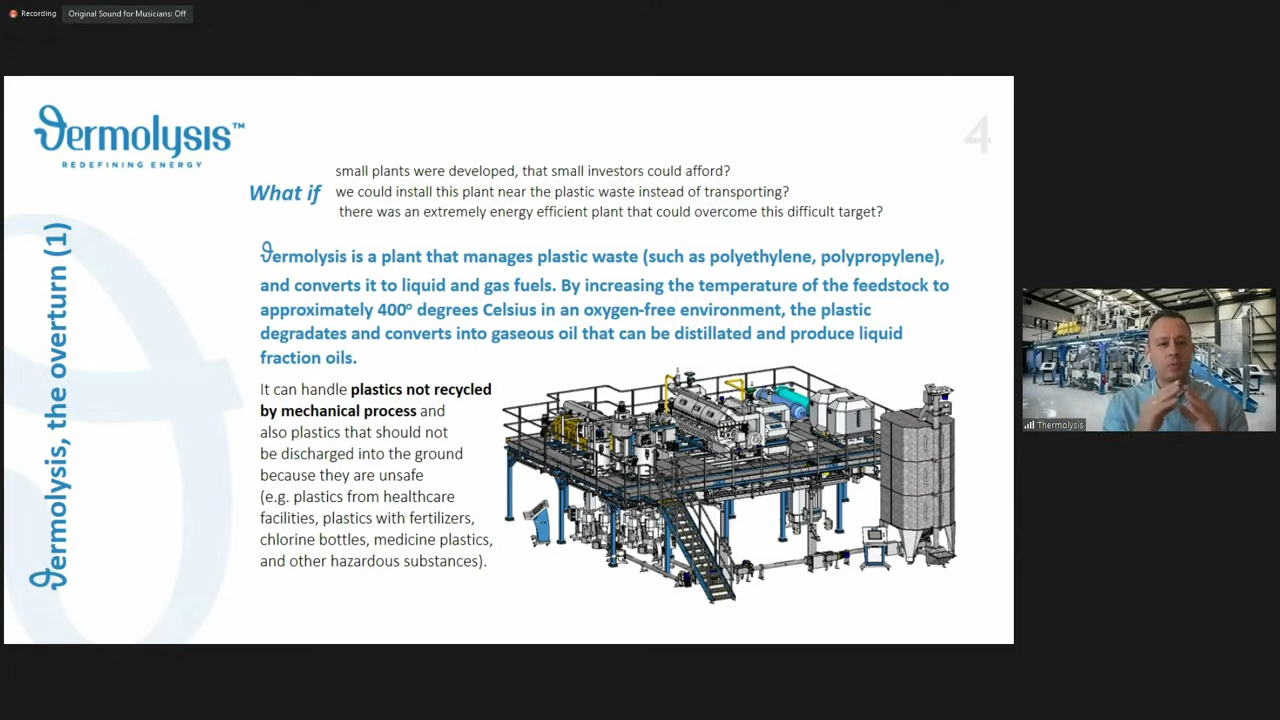 Recording
Original Sound for Musicians: Off
ϑermolysis™
REDEFINING ENERGY
4
What if
small plants were developed, that small investors could afford?
we could install this plant near the plastic waste instead of transporting?
there was an extremely energy efficient plant that could overcome this difficult target?
ϑermolysis, the overturn (1)
ϑermolysis is a plant that manages plastic waste (such as polyethylene, polypropylene),
and converts it to liquid and gas fuels. By increasing the temperature of the feedstock to
approximately 400° degrees Celsius in an oxygen-free environment, the plastic
degradates and converts into gaseous oil that can be distillated and produce liquid
fraction oils.
It can handle plastics not recycled
by mechanical process and
also plastics that should not
be discharged into the ground
because they are unsafe
(e.g. plastics from healthcare
facilities, plastics with fertilizers,
chlorine bottles, medicine plastics,
and other hazardous substances).
Thermolysis